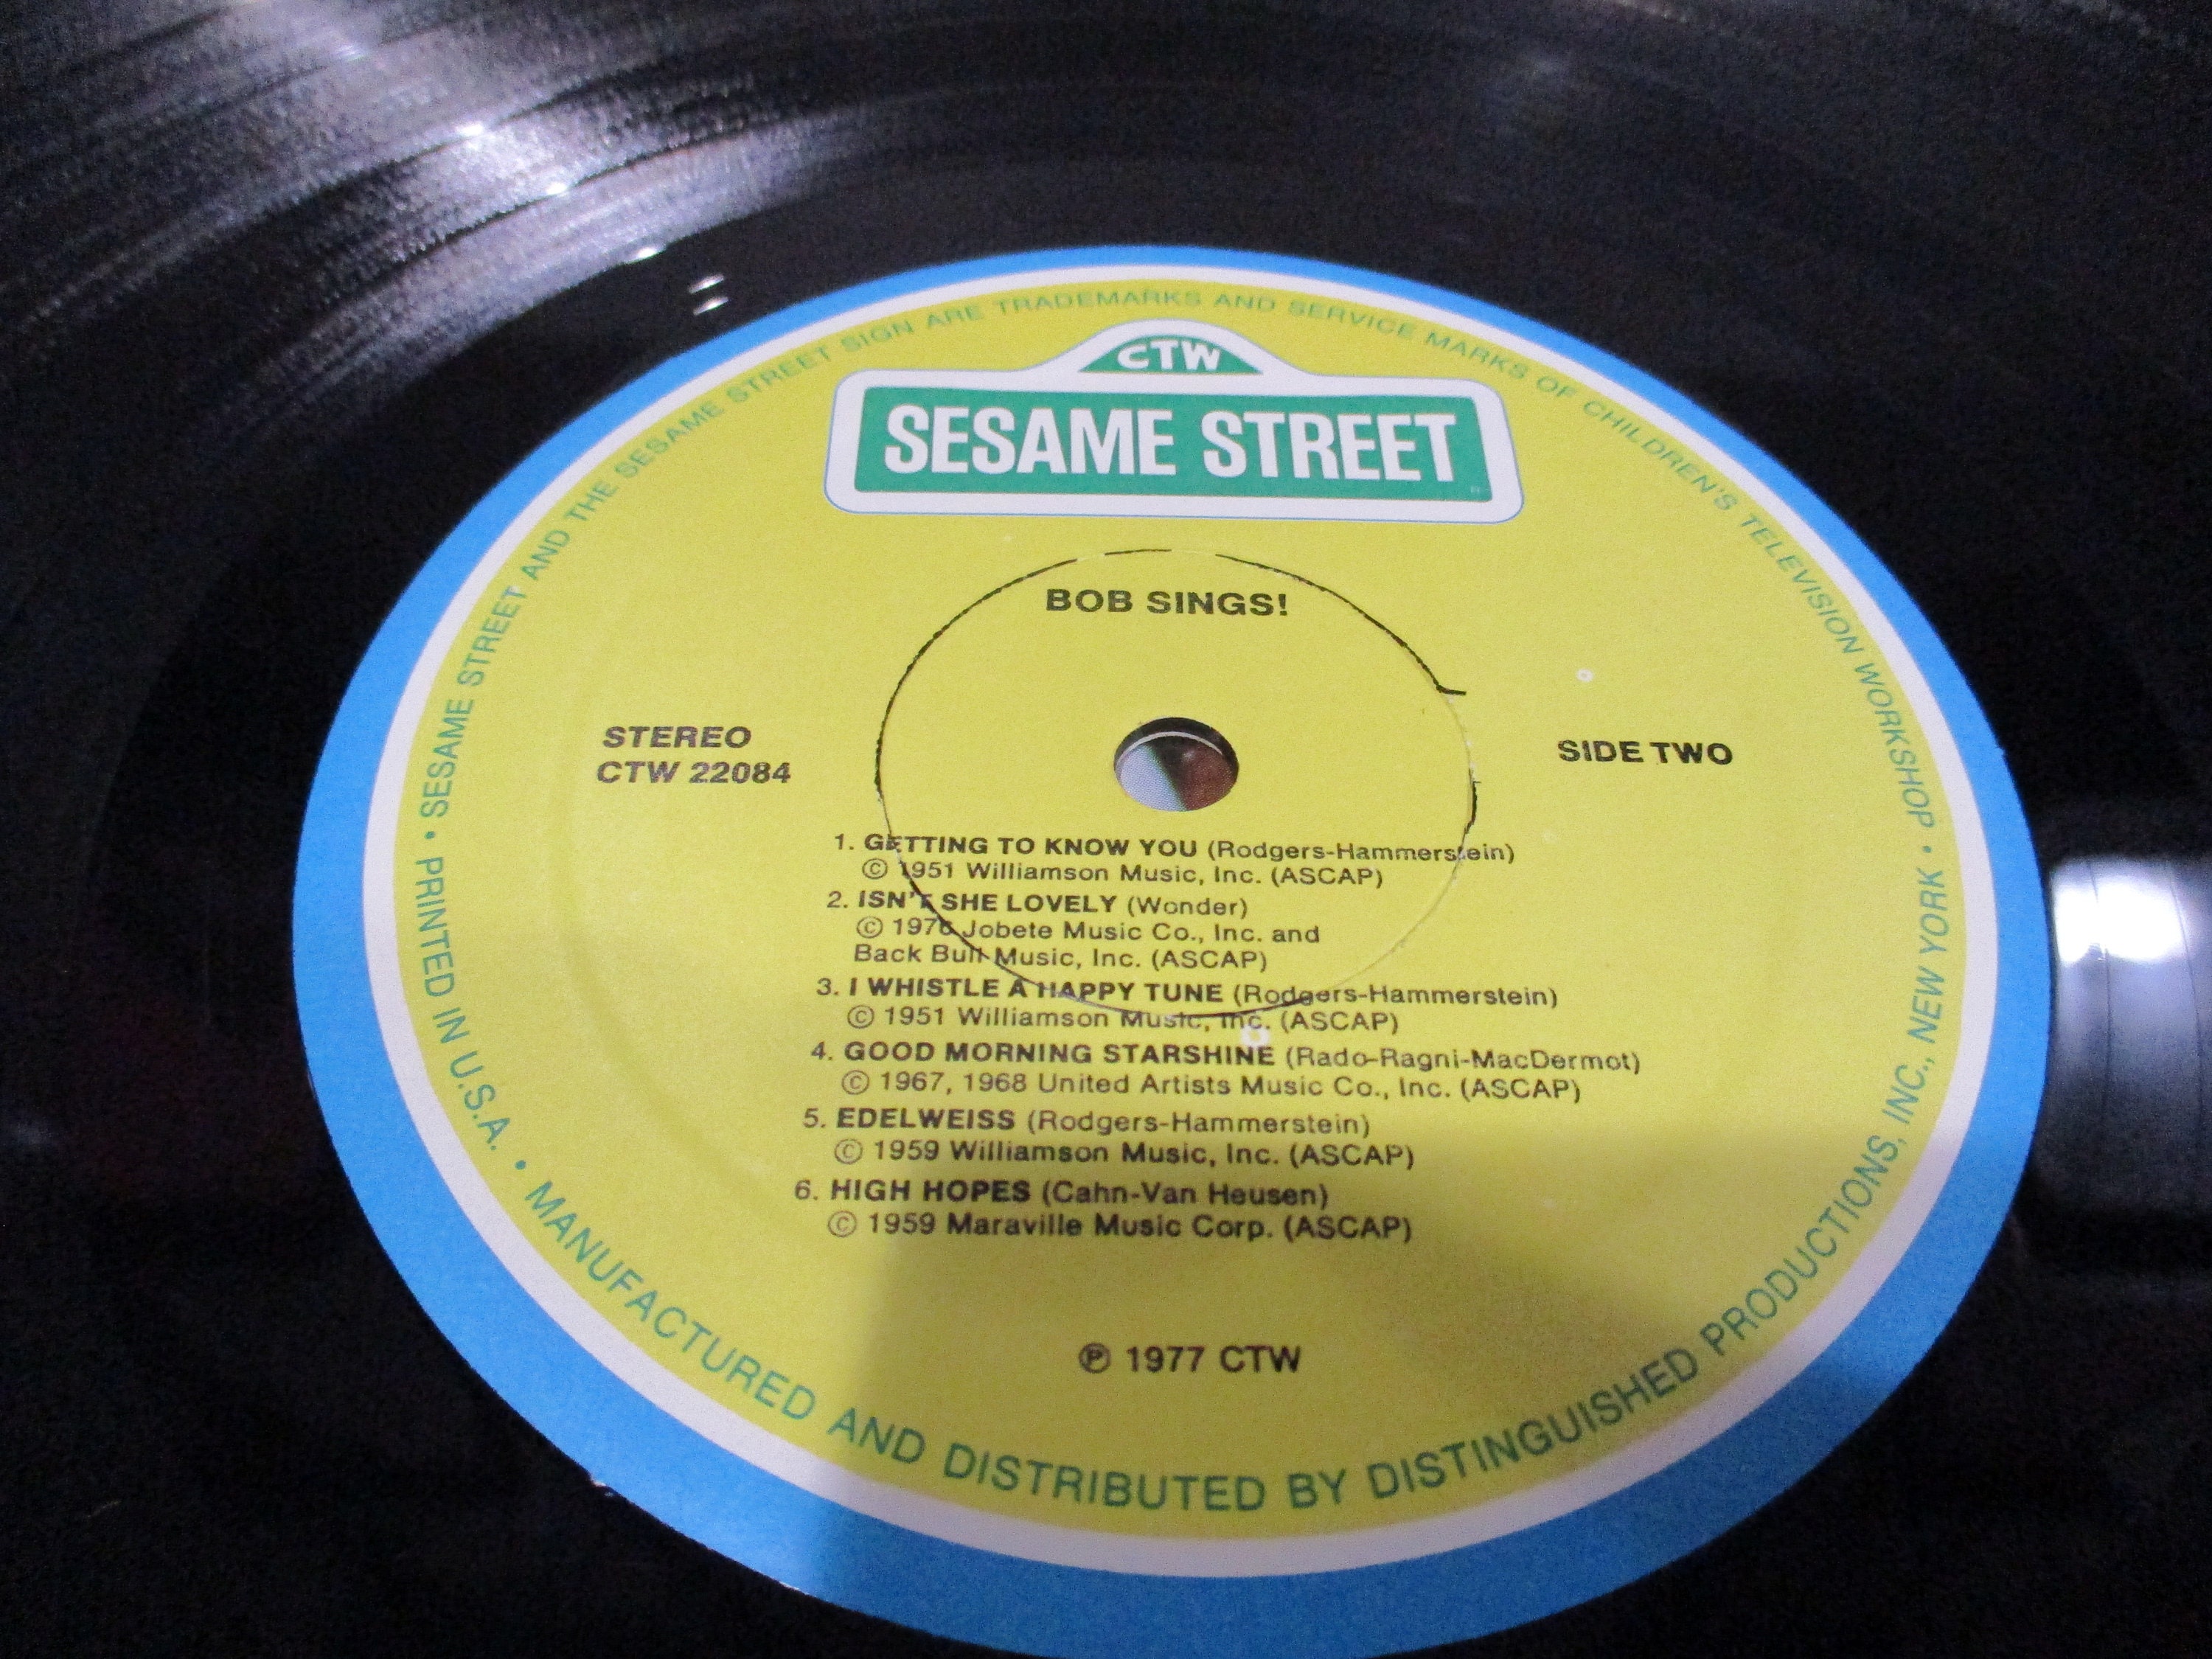 CTW
SESAME STREET
BOB SINGS!
STEREO
CTW 22084
SIDE TWO
1. GETTING TO KNOW YOU (Rodgers-Hammerstein)
© 1951 Williamson Music, Inc. (ASCAP)
2. ISN'T SHE LOVELY (Wonder)
© 1976 Jobete Music Co., Inc. and
Back Bull Music, Inc. (ASCAP)
3. I WHISTLE A HAPPY TUNE (Rodgers-Hammerstein)
© 1951 Williamson Music, Inc. (ASCAP)
4. GOOD MORNING STARSHINE (Rado-Ragni-MacDermot)
© 1967, 1968 United Artists Music Co., Inc. (ASCAP)
5. EDELWEISS (Rodgers-Hammerstein)
© 1959 Williamson Music, Inc. (ASCAP)
6. HIGH HOPES (Cahn-Van Heusen)
© 1959 Maraville Music Corp. (ASCAP)
℗ 1977 CTW
• SESAME STREET AND THE SESAME STREET SIGN ARE TRADEMARKS AND SERVICE MARKS OF CHILDREN'S TELEVISION WORKSHOP •
PRINTED IN U.S.A. • MANUFACTURED AND DISTRIBUTED BY DISTINGUISHED PRODUCTIONS, INC., NEW YORK